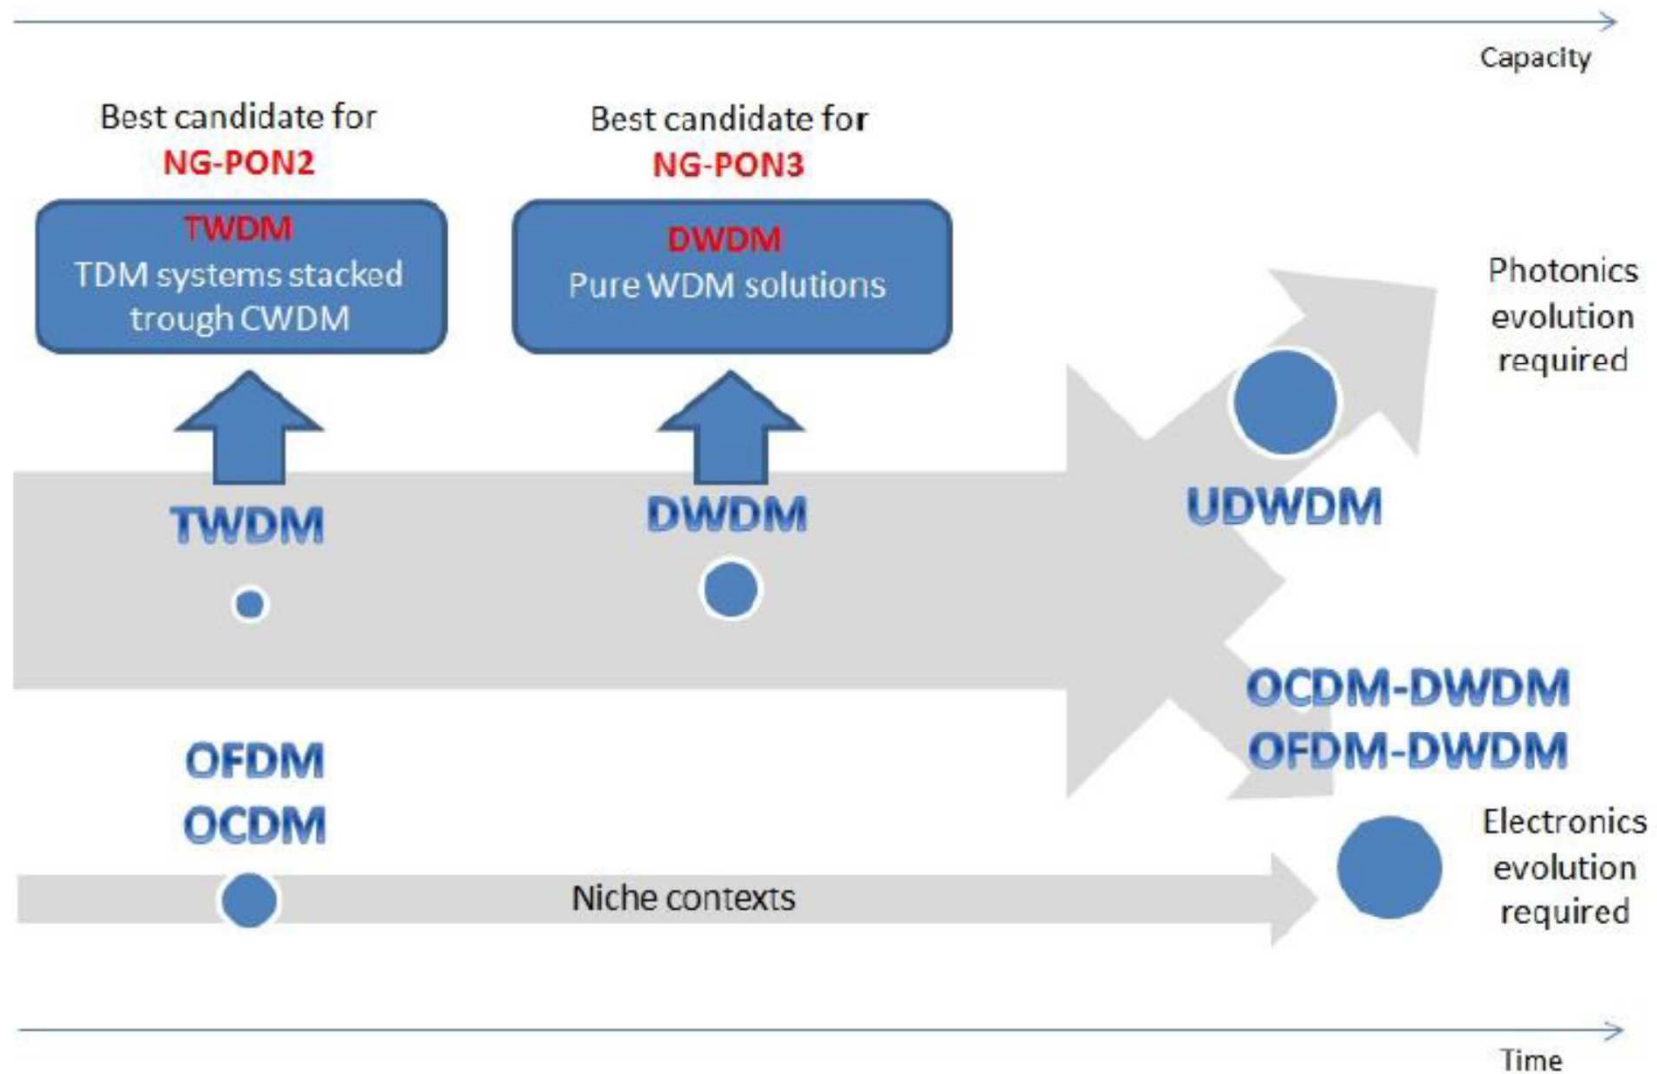 Capacity
Best candidate for
NG-PON2
TWDM
TDM systems stacked
trough CWDM
Best candidate for
NG-PON3
DWDM
Pure WDM solutions
Photonics
evolution
required
TWDM
DWDM
UDWDM
OCDM-DWDM
OFDM-DWDM
OFDM
OCDM
Niche contexts
Electronics
evolution
required
Time